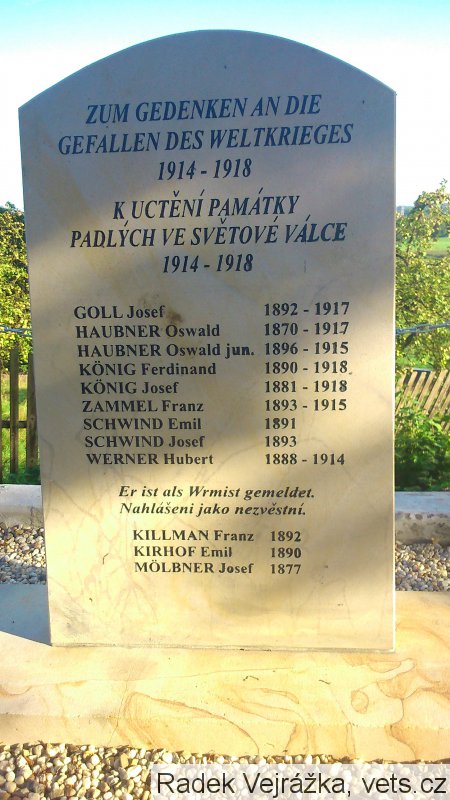 ZUM GEDENKEN AN DIE
GEFALLEN DES WELTKRIEGES
1914 - 1918
K UCTĚNÍ PAMÁTKY
PADLÝCH VE SVĚTOVÉ VÁLCE
1914 - 1918
GOLL Josef 1892 - 1917
HAUBNER Oswald 1870 - 1917
HAUBNER Oswald jun. 1896 - 1915
KÖNIG Ferdinand 1890 - 1918
KÖNIG Josef 1881 - 1918
ZAMMEL Franz 1893 - 1915
SCHWIND Emil 1891
SCHWIND Josef 1893
WERNER Hubert 1888 - 1914
Er ist als Wrmist gemeldet.
Nahlášeni jako nezvěstní.
KILLMAN Franz 1892
KIRHOF Emil 1890
MÖLBNER Josef 1877
Radek Vejrážka, vets.cz